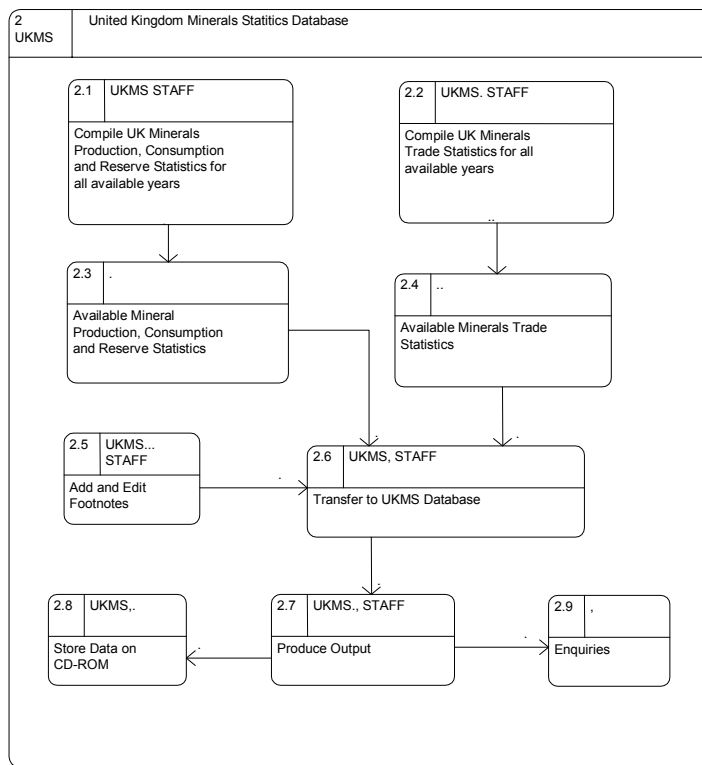 2
UKMS
United Kingdom Minerals Statitics Database
2.1
UKMS STAFF
Compile UK Minerals
Production, Consumption
and Reserve Statistics for
all available years
2.2
UKMS. STAFF
Compile UK Minerals
Trade Statistics for all
available years
..
2.3
.
Available Mineral
Production, Consumption
and Reserve Statistics
2.4
..
Available Minerals Trade
Statistics
.
.
2.5
UKMS...
STAFF
Add and Edit
Footnotes
.
2.6
UKMS, STAFF
Transfer to UKMS Database
.
2.8
UKMS,.
Store Data on
CD-ROM
.
2.7
UKMS., STAFF
Produce Output
.
2.9
,
Enquiries